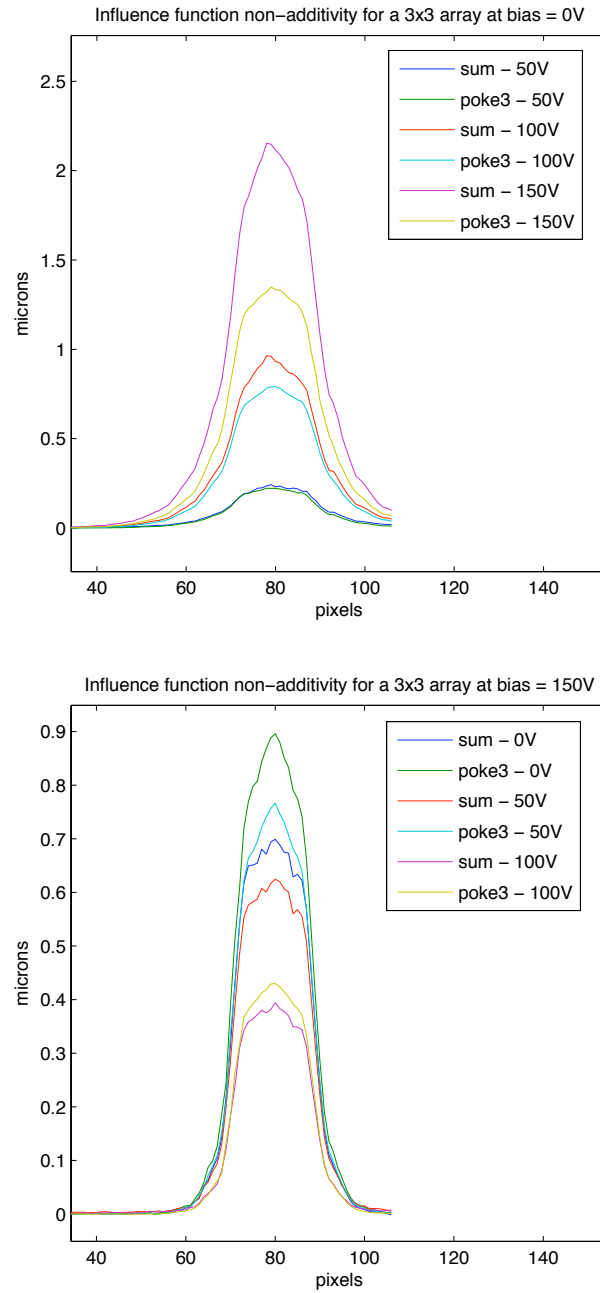 Influence function non−additivity for a 3x3 array at bias = 0V
2.5
2
1.5
1
0.5
0
microns
sum − 50V
poke3 − 50V
sum − 100V
poke3 − 100V
sum − 150V
poke3 − 150V
40 60 80 100 120 140
pixels
Influence function non−additivity for a 3x3 array at bias = 150V
0.9
0.8
0.7
0.6
0.5
0.4
0.3
0.2
0.1
0
microns
sum − 0V
poke3 − 0V
sum − 50V
poke3 − 50V
sum − 100V
poke3 − 100V
40 60 80 100 120 140
pixels